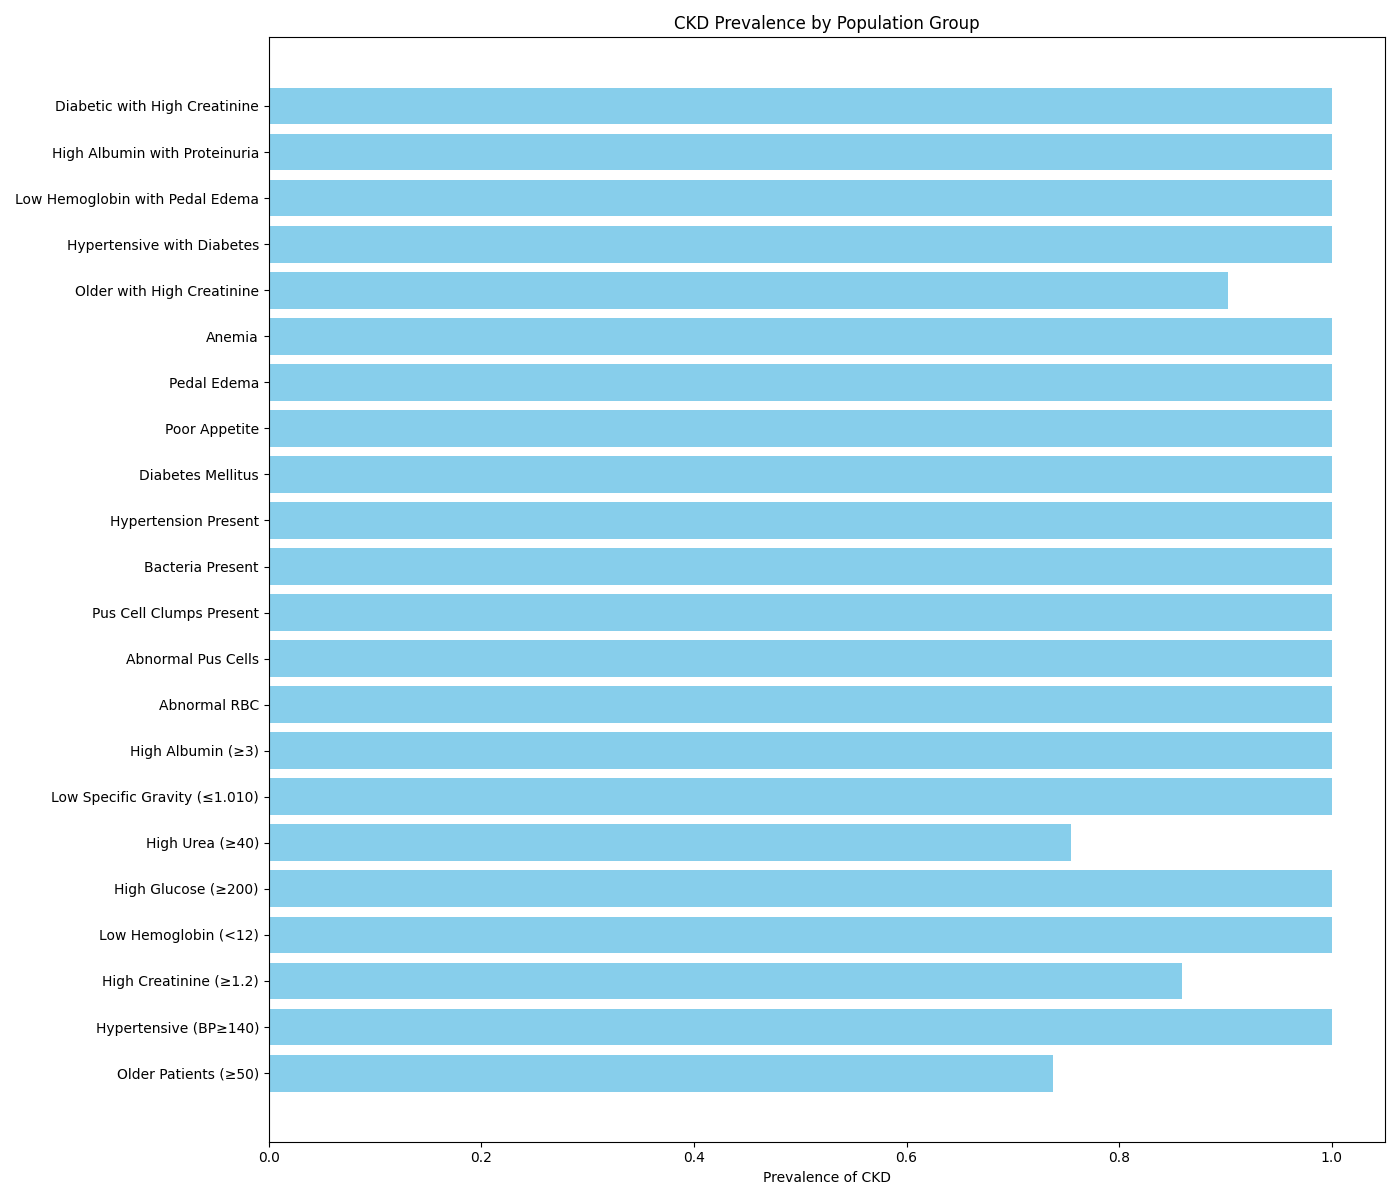 CKD Prevalence by Population Group
Diabetic with High Creatinine
High Albumin with Proteinuria
Low Hemoglobin with Pedal Edema
Hypertensive with Diabetes
Older with High Creatinine
Anemia
Pedal Edema
Poor Appetite
Diabetes Mellitus
Hypertension Present
Bacteria Present
Pus Cell Clumps Present
Abnormal Pus Cells
Abnormal RBC
High Albumin (≥3)
Low Specific Gravity (≤1.010)
High Urea (≥40)
High Glucose (≥200)
Low Hemoglobin (<12)
High Creatinine (≥1.2)
Hypertensive (BP≥140)
Older Patients (≥50)
0.0 0.2 0.4 0.6 0.8 1.0
Prevalence of CKD